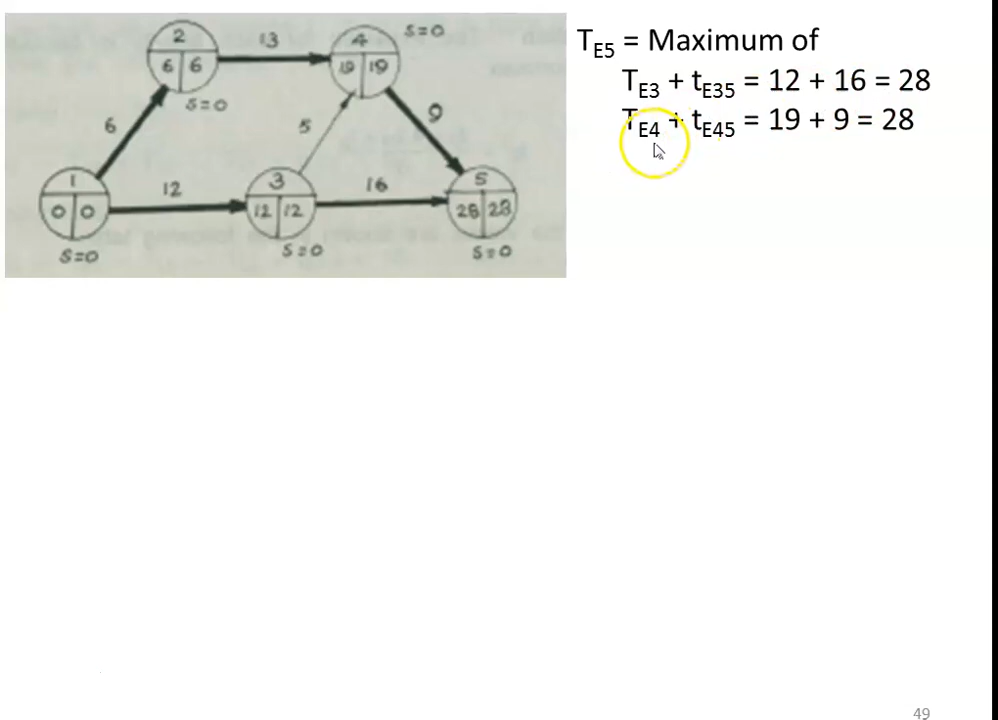 S=0
2
6 6
S=0
13
4
19 19
6
5
9
1
0 0
S=0
12
3
12 12
S=0
16
5
28 28
S=0
T_E5 = Maximum of
T_E3 + t_E35 = 12 + 16 = 28
T_E4 + t_E45 = 19 + 9 = 28
49